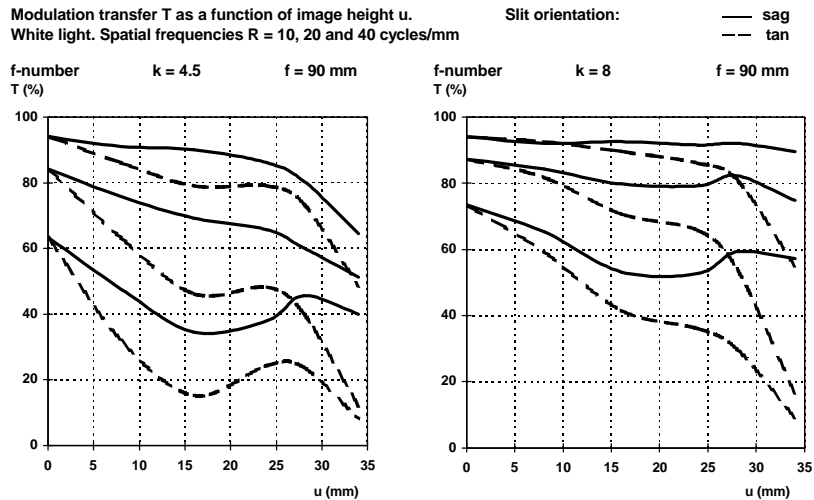 Modulation transfer T as a function of image height u.
Slit orientation:
sag
White light. Spatial frequencies R = 10, 20 and 40 cycles/mm
tan
f-number k = 4.5 f = 90 mm
T (%)
100
80
60
40
20
0
0 5 10 15 20 25 30 35
u (mm)
f-number k = 8 f = 90 mm
T (%)
100
80
60
40
20
0
0 5 10 15 20 25 30 35
u (mm)